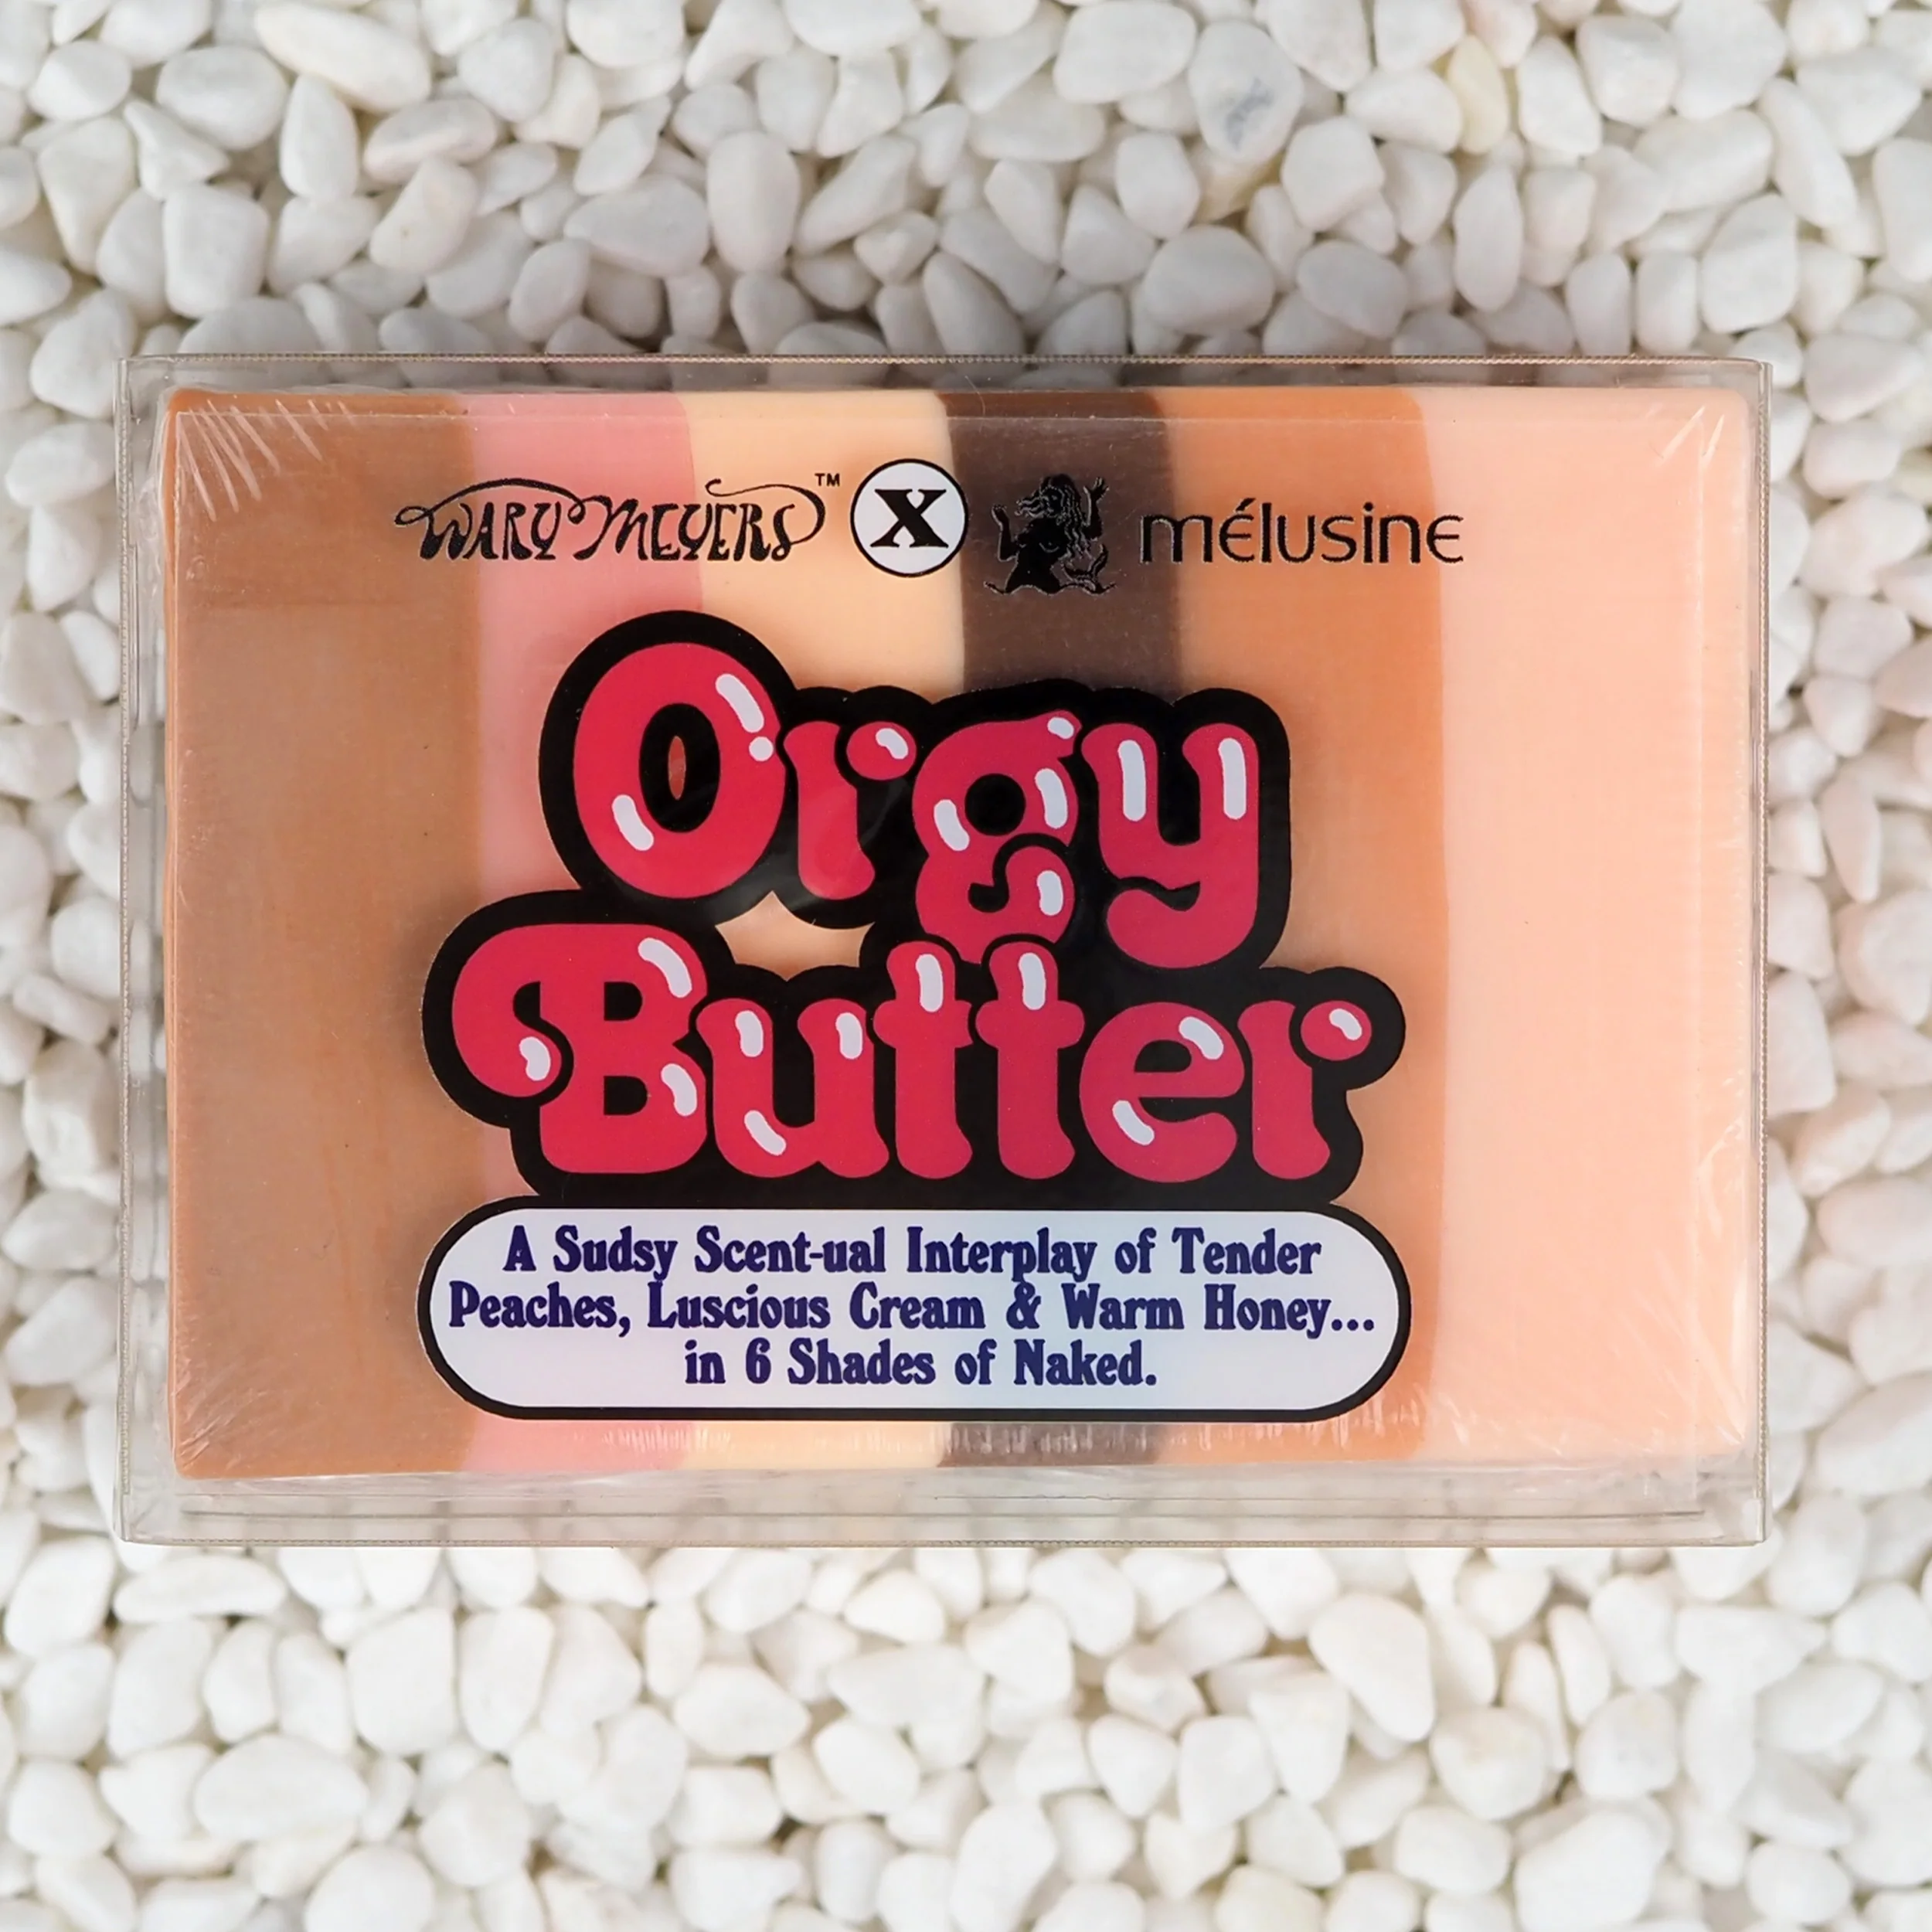 Wary Meyers™ X mélusine
Orgy
Butter
A Sudsy Scent-ual Interplay of Tender
Peaches, Luscious Cream & Warm Honey...
in 6 Shades of Naked.